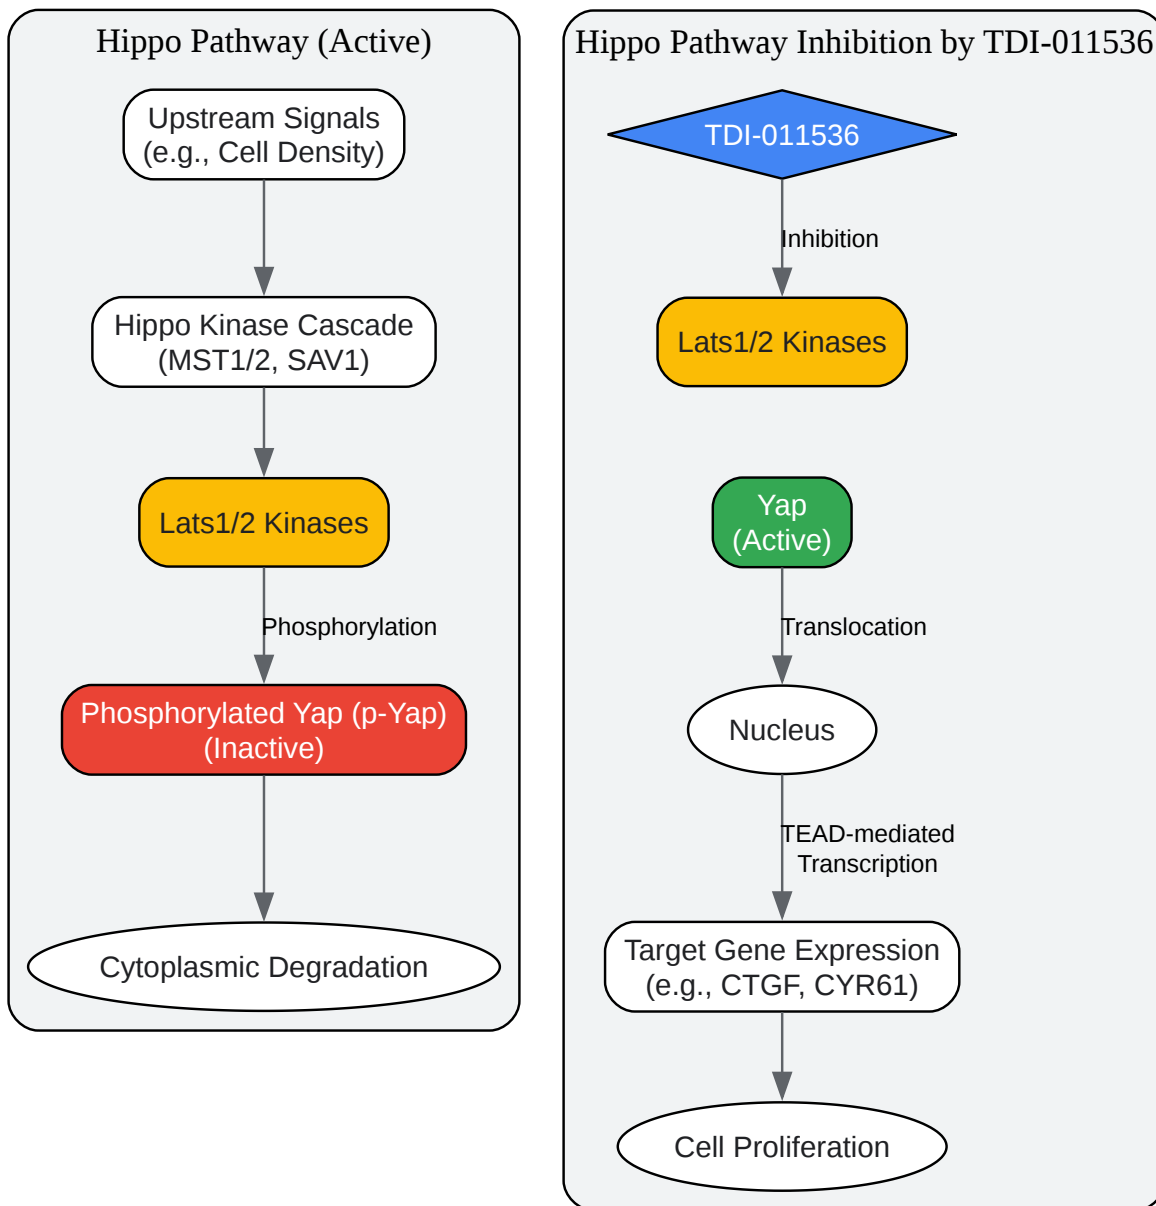 Hippo Pathway (Active)
Upstream Signals
(e.g., Cell Density)
Hippo Kinase Cascade
(MST1/2, SAV1)
Lats1/2 Kinases
Phosphorylation
Phosphorylated Yap (p-Yap)
(Inactive)
Cytoplasmic Degradation
Hippo Pathway Inhibition by TDI-011536
TDI-011536
Inhibition
Lats1/2 Kinases
Yap
(Active)
Translocation
Nucleus
TEAD-mediated
Transcription
Target Gene Expression
(e.g., CTGF, CYR61)
Cell Proliferation